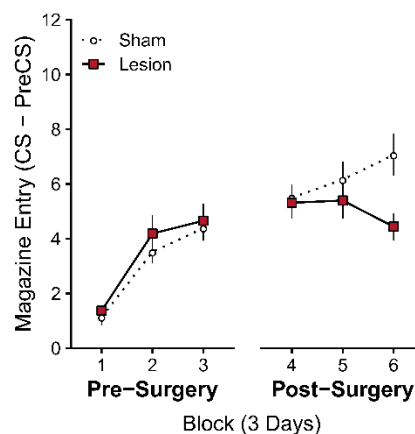 Magazine Entry (CS − PreCS)
12
10
8
6
4
2
0
Sham
Lesion
1 2 3 4 5 6
Pre−Surgery Post−Surgery
Block (3 Days)